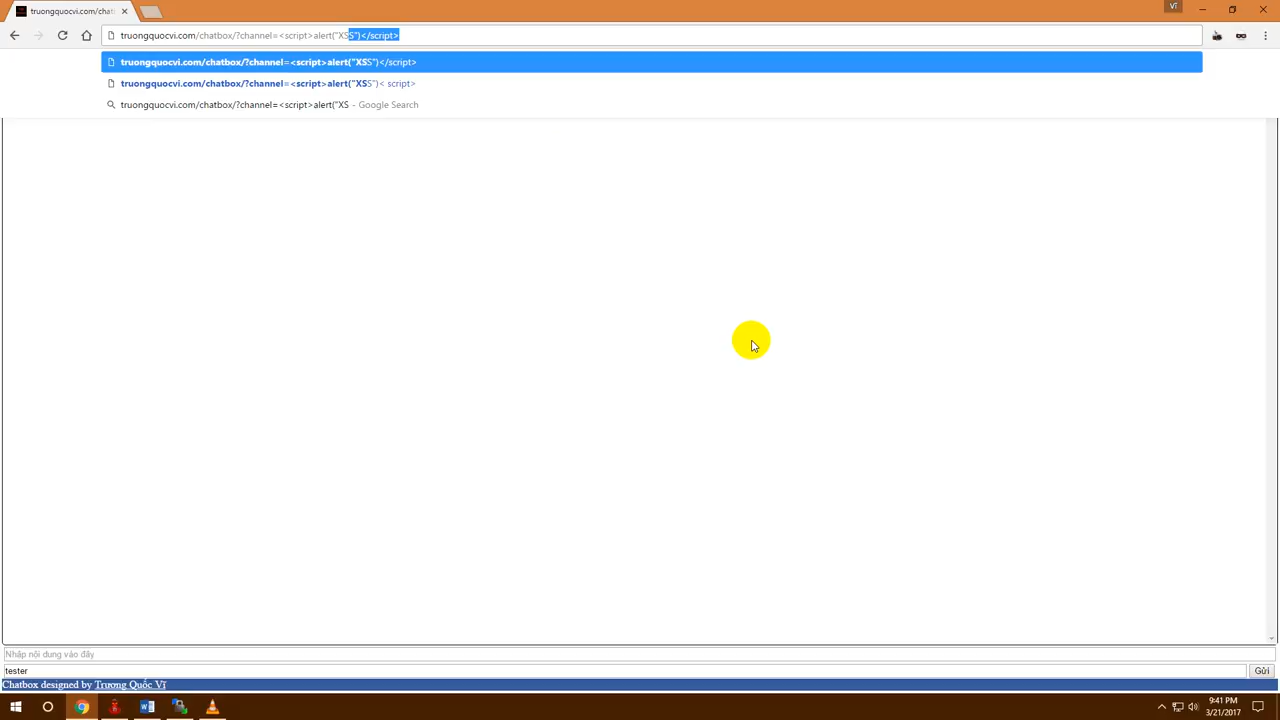 truongquocvi.com/chatb
Vĩ
truongquocvi.com/chatbox/?channel=<script>alert("XSS")</script>
truongquocvi.com/chatbox/?channel=<script>alert("XSS")</script>
truongquocvi.com/chatbox/?channel=<script>alert("XSS")< script>
truongquocvi.com/chatbox/?channel=<script>alert("XS - Google Search
Nhập nội dung vào đây
tester
Gửi
Chatbox designed by Trương Quốc Vĩ
9:41 PM
3/21/2017